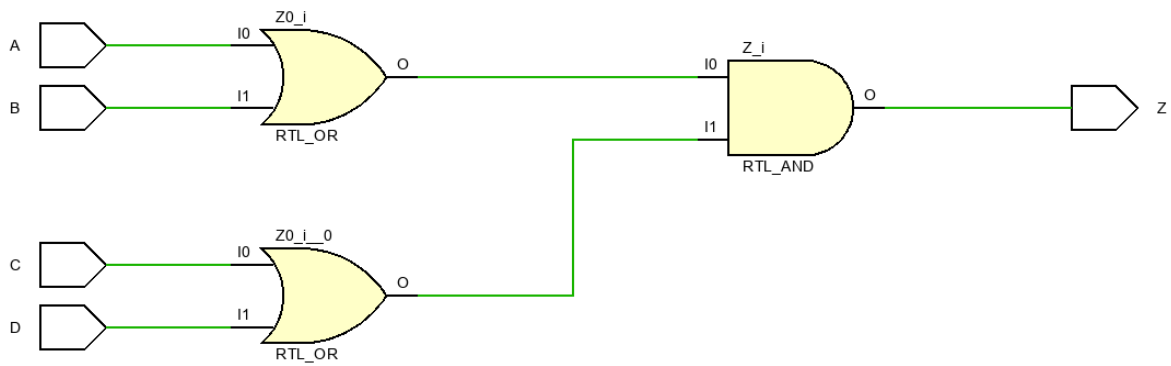 A
I0
Z0_i
O
B
I1
RTL_OR
I0
Z_i
O
I1
RTL_AND
Z
C
I0
Z0_i__0
O
D
I1
RTL_OR